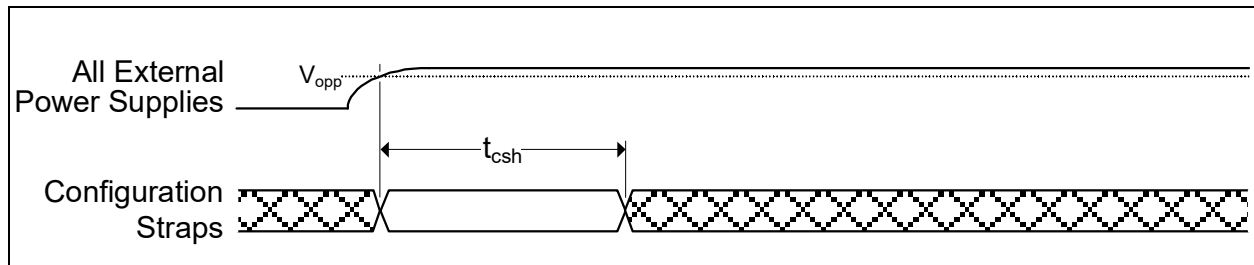 All External
Power Supplies
Vopp
tcsh
Configuration
Straps